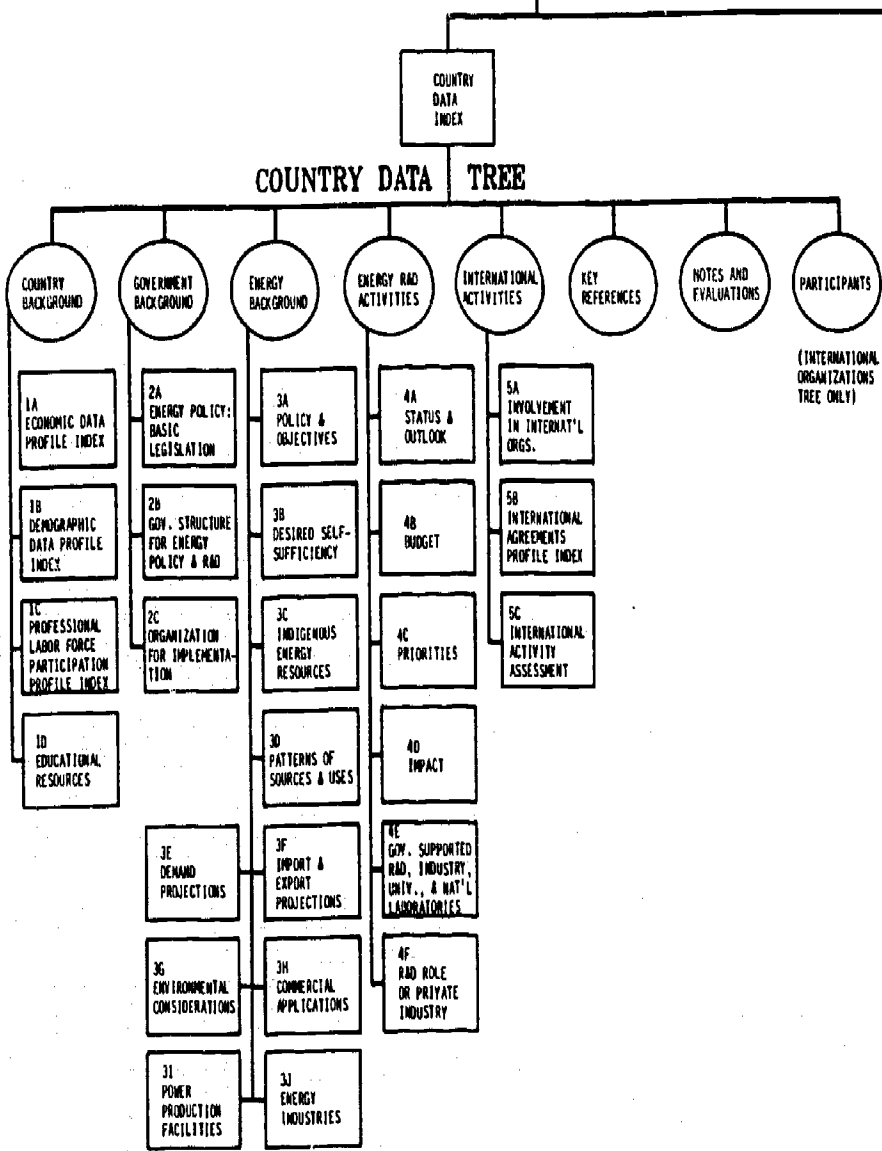 COUNTRY
DATA
INDEX
COUNTRY DATA TREE
COUNTRY
BACKGROUND
GOVERNMENT
BACKGROUND
ENERGY
BACKGROUND
ENERGY R&D
ACTIVITIES
INTERNATIONAL
ACTIVITIES
KEY
REFERENCES
NOTES AND
EVALUATIONS
PARTICIPANTS
(INTERNATIONAL
ORGANIZATIONS
TREE ONLY)
1A
ECONOMIC DATA
PROFILE INDEX
1B
DEMOGRAPHIC
DATA PROFILE
INDEX
1C
PROFESSIONAL
LABOR FORCE
PARTICIPATION
PROFILE INDEX
1D
EDUCATIONAL
RESOURCES
2A
ENERGY POLICY:
BASIC
LEGISLATION
2B
GOV. STRUCTURE
FOR ENERGY
POLICY & R&D
2C
ORGANIZATION
FOR IMPLEMENTA-
TION
3A
POLICY &
OBJECTIVES
3B
DESIRED SELF-
SUFFICIENCY
3C
INDIGENOUS
ENERGY
RESOURCES
3D
PATTERNS OF
SOURCES & USES
3E
DEMAND
PROJECTIONS
3F
IMPORT &
EXPORT
PROJECTIONS
3G
ENVIRONMENTAL
CONSIDERATIONS
3H
COMMERCIAL
APPLICATIONS
3I
POWER
PRODUCTION
FACILITIES
3J
ENERGY
INDUSTRIES
4A
STATUS &
OUTLOOK
4B
BUDGET
4C
PRIORITIES
4D
IMPACT
4E
GOV. SUPPORTED
R&D, INDUSTRY,
UNIV., & NAT'L
LABORATORIES
4F
R&D ROLE
OR PRIVATE
INDUSTRY
5A
INVOLVEMENT
IN INTERNAT'L
ORGS.
5B
INTERNATIONAL
AGREEMENTS
PROFILE INDEX
5C
INTERNATIONAL
ACTIVITY
ASSESSMENT